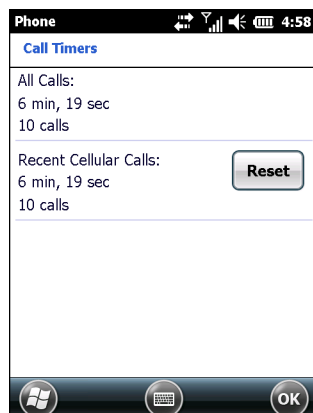 Phone 4:58
Call Timers
All Calls:
6 min, 19 sec
10 calls
Recent Cellular Calls:
6 min, 19 sec
10 calls
Reset
OK